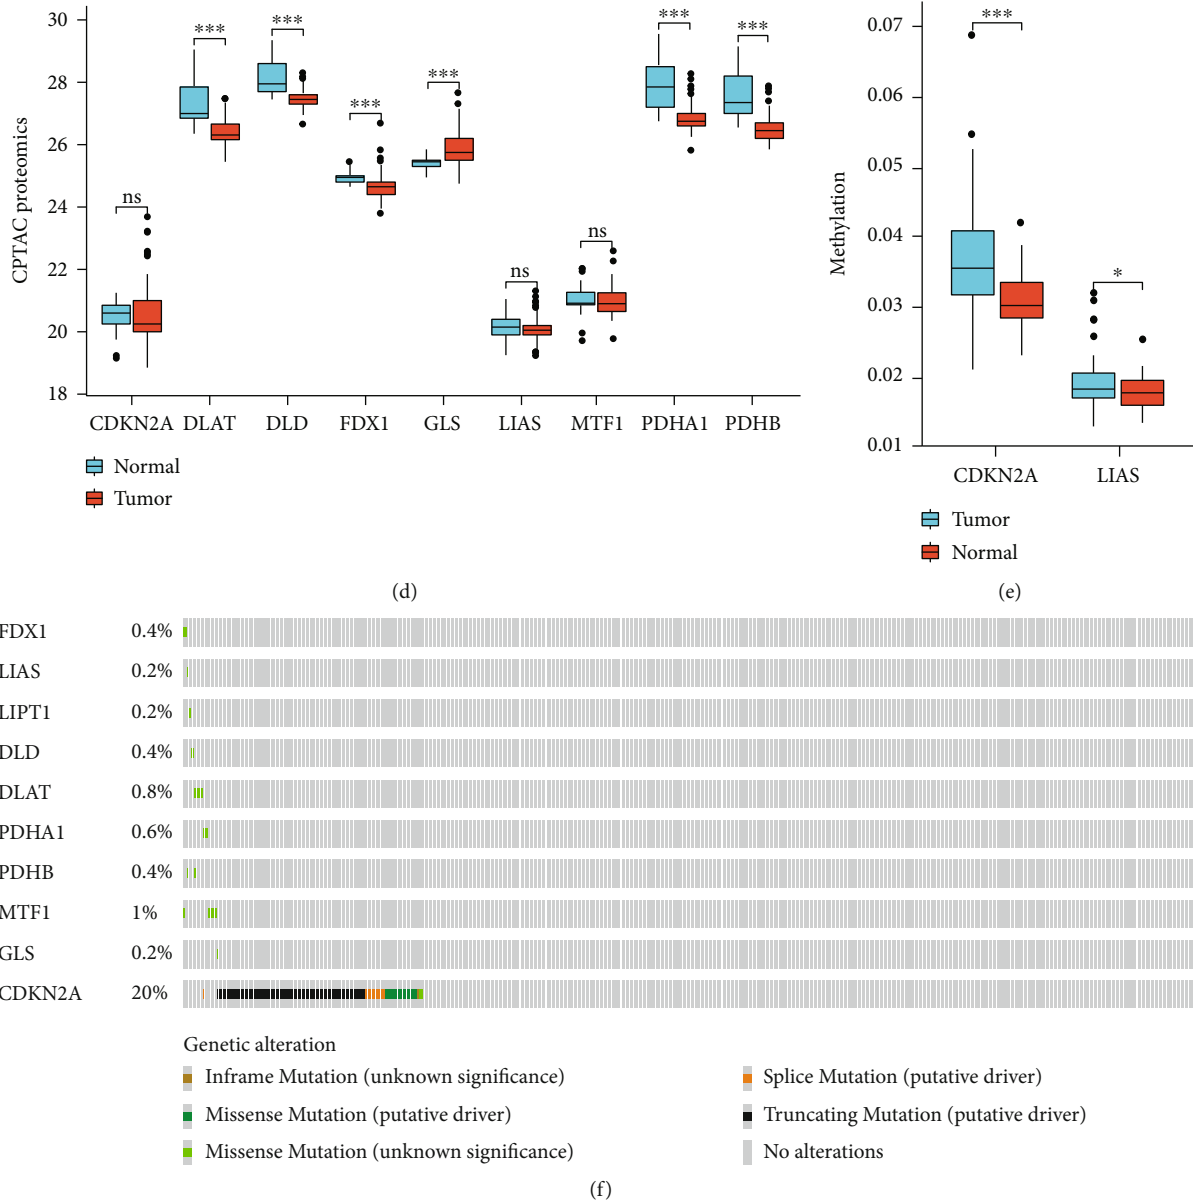 CPTAC proteomics
30
28
26
24
22
20
18
ns
***
***
***
***
ns
ns
***
***
CDKN2A DLAT DLD FDX1 GLS LIAS MTF1 PDHA1 PDHB
Normal
Tumor
(d)
Methylation
0.07
0.06
0.05
0.04
0.03
0.02
0.01
***
*
CDKN2A LIAS
Tumor
Normal
(e)
FDX1 0.4%
LIAS 0.2%
LIPT1 0.2%
DLD 0.4%
DLAT 0.8%
PDHA1 0.6%
PDHB 0.4%
MTF1 1%
GLS 0.2%
CDKN2A 20%
Genetic alteration
Inframe Mutation (unknown significance)
Missense Mutation (putative driver)
Missense Mutation (unknown significance)
Splice Mutation (putative driver)
Truncating Mutation (putative driver)
No alterations
(f)